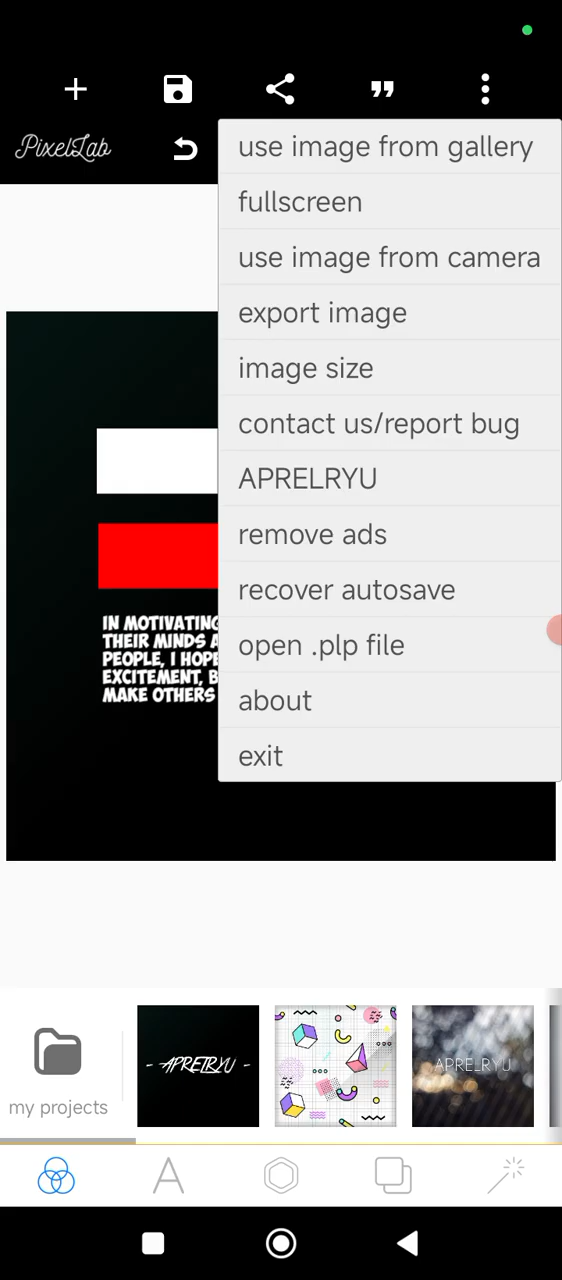 PixelLab
use image from gallery
fullscreen
use image from camera
export image
image size
contact us/report bug
APRELRYU
remove ads
recover autosave
open .plp file
about
exit
IN MOTIVATING
THEIR MINDS A
PEOPLE, I HOPE
EXCITEMENT, B
MAKE OTHERS
my projects
- APRELRYU -
APRELRYU